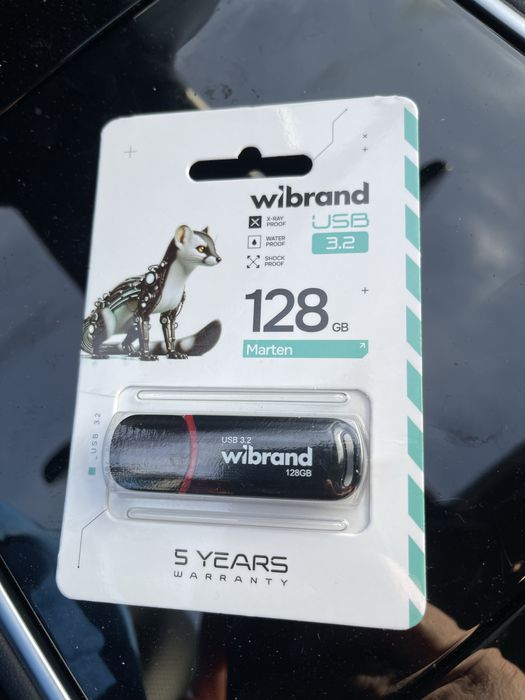 wibrand
X-RAY
PROOF
USB
WATER
PROOF
3.2
SHOCK
PROOF
128 GB
Marten
USB 3.2
USB 3.2
wibrand
128GB
5 YEARS
WARRANTY